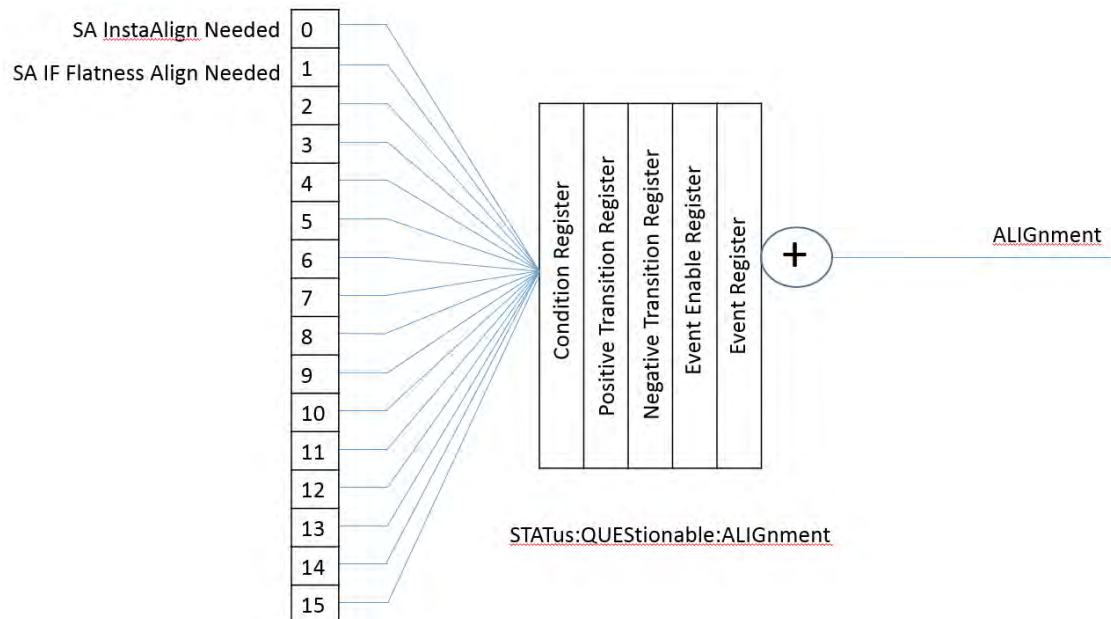 SA InstaAlign Needed
SA IF Flatness Align Needed
0
1
2
3
4
5
6
7
8
9
10
11
12
13
14
15
Condition Register
Positive Transition Register
Negative Transition Register
Event Enable Register
Event Register
+
ALIGnment
STATus:QUEStionable:ALIGnment